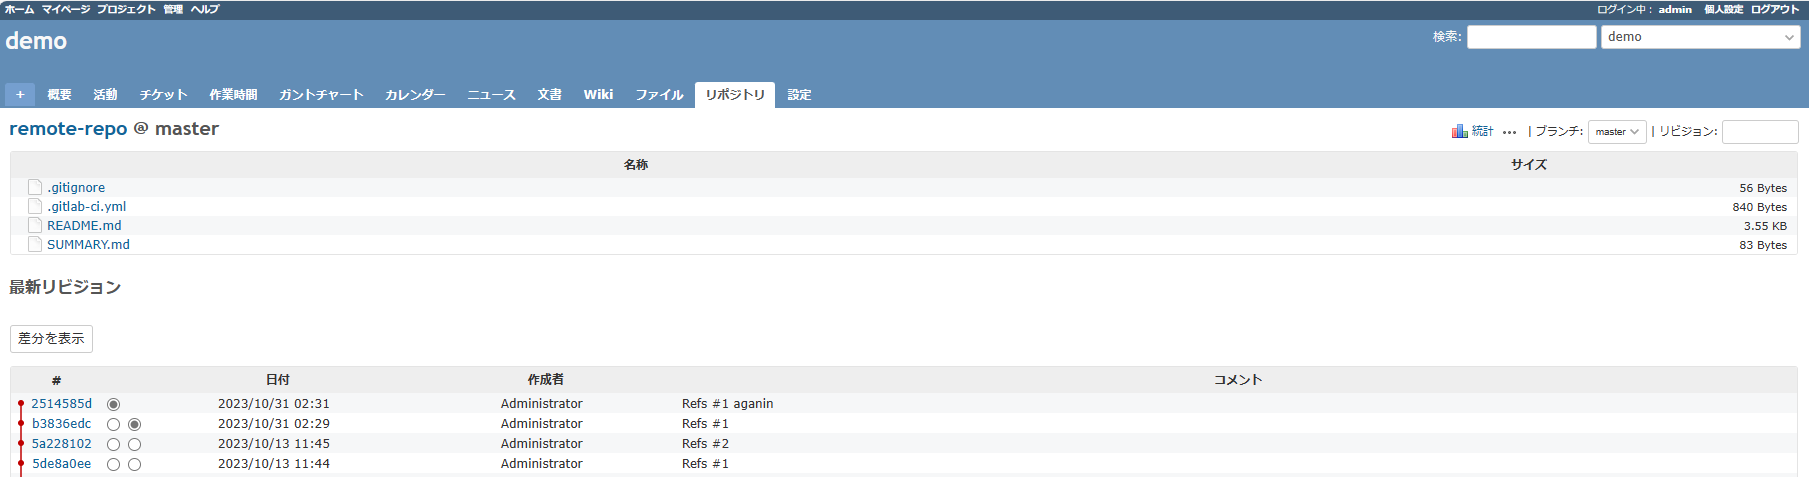 ホーム マイページ プロジェクト 管理 ヘルプ ログイン中： admin 個人設定 ログアウト
demo 検索: demo
+ 概要 活動 チケット 作業時間 ガントチャート カレンダー ニュース 文書 Wiki ファイル リポジトリ 設定
remote-repo @ master 統計 ••• | ブランチ: master | リビジョン:
名称 サイズ
.gitignore 56 Bytes
.gitlab-ci.yml 840 Bytes
README.md 3.55 KB
SUMMARY.md 83 Bytes
最新リビジョン
差分を表示
# 日付 作成者 コメント
2514585d 2023/10/31 02:31 Administrator Refs #1 aganin
b3836edc 2023/10/31 02:29 Administrator Refs #1
5a228102 2023/10/13 11:45 Administrator Refs #2
5de8a0ee 2023/10/13 11:44 Administrator Refs #1